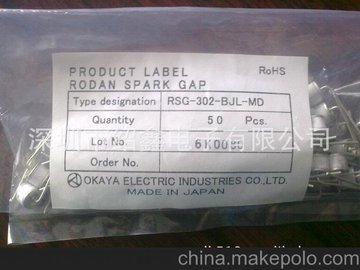 PRODUCT LABEL RoHS
RODAN SPARK GAP
Type designation RSG-302-BJL-MD
Quantity 50 Pcs.
Lot No.
Order No.
OKAYA ELECTRIC INDUSTRIES CO., LTD.
MADE IN JAPAN
www.china.makepolo.com